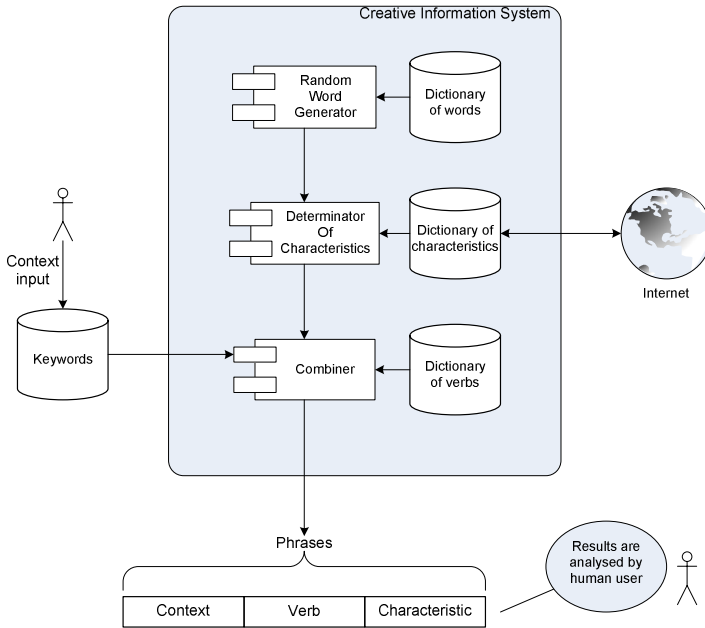 Creative Information System
Random
Word
Generator
Dictionary
of words
Determinator
Of
Characteristics
Dictionary of
characteristics
Internet
Context
input
Keywords
Combiner
Dictionary
of verbs
Phrases
Context
Verb
Characteristic
Results are
analysed by
human user